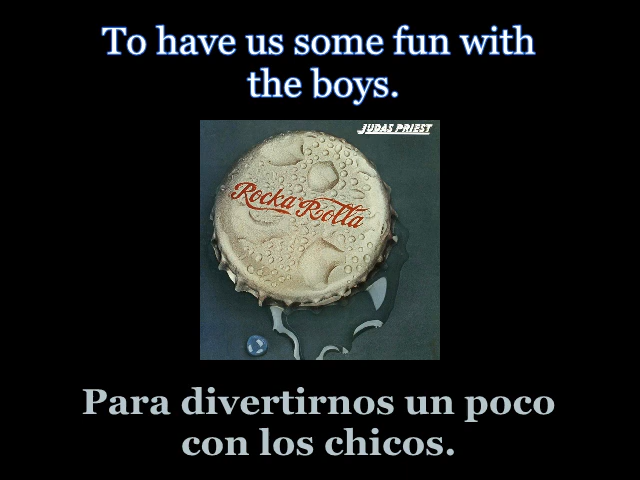 To have us some fun with
the boys.
JUDAS PRIEST
Rocka Rolla
Para divertirnos un poco
con los chicos.